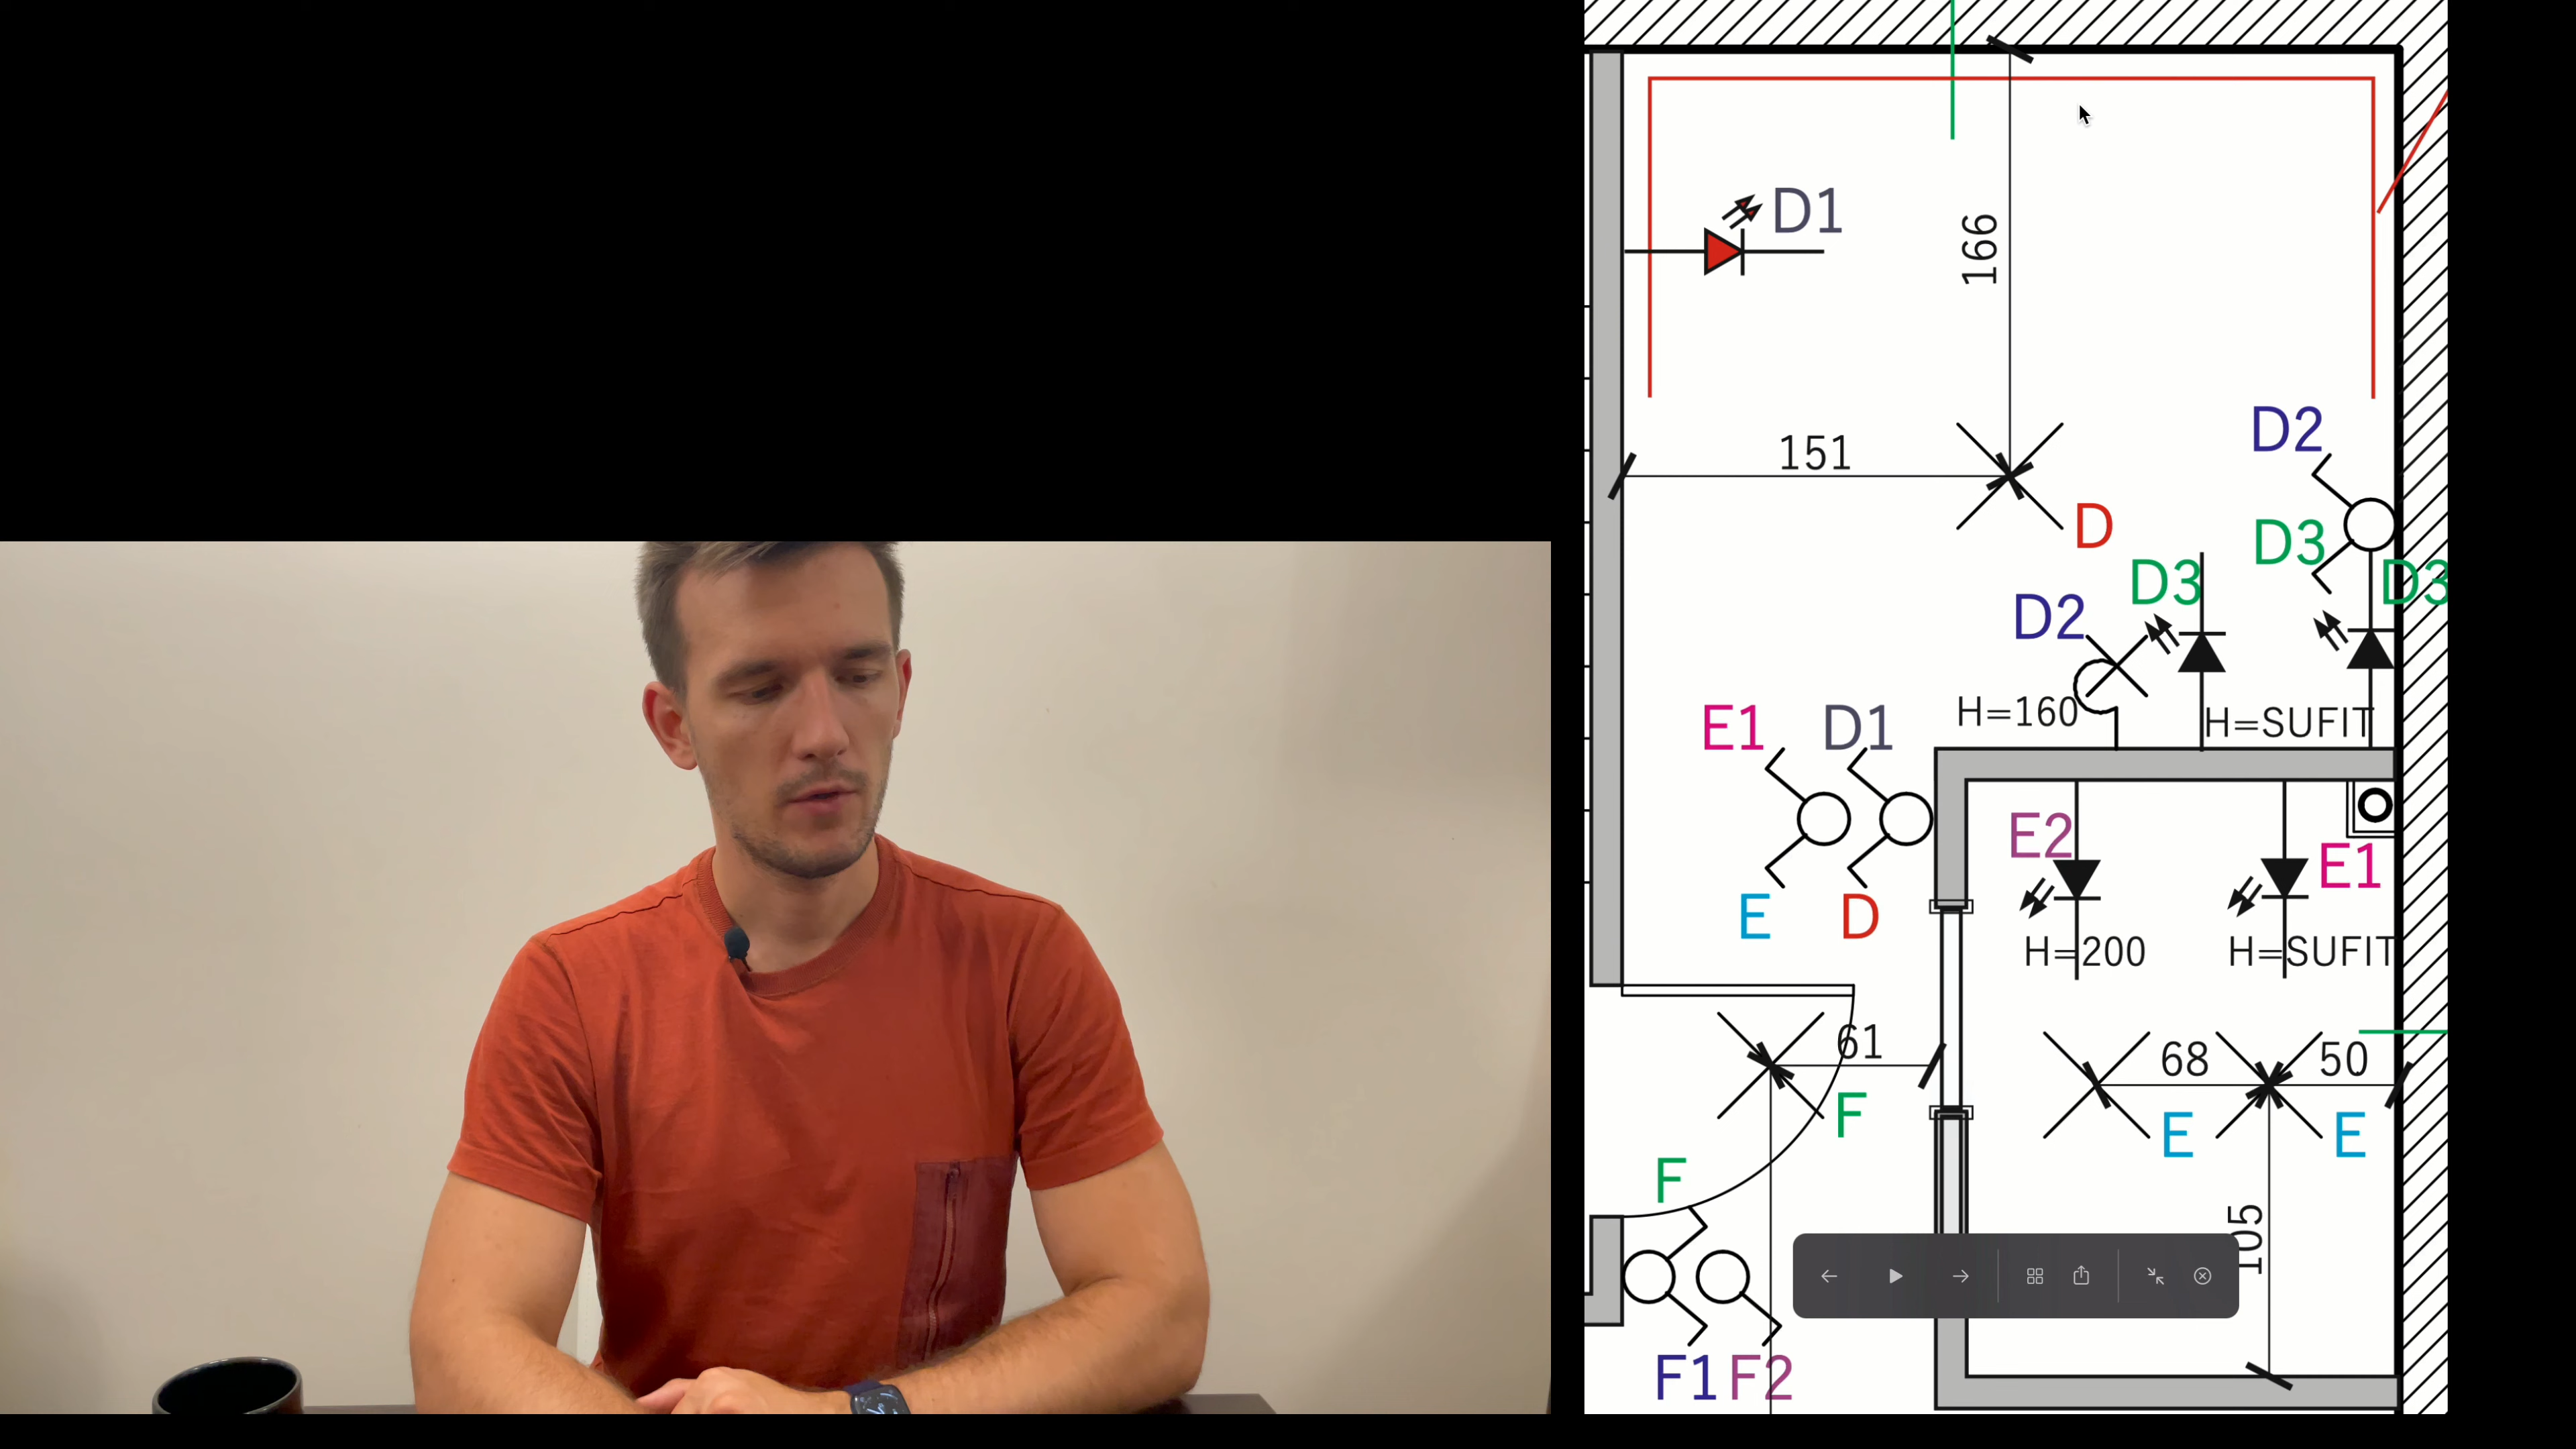 D1
166
151
D2
D
D3
D3
D3
D2
E1
D1
H=160
H=SUFIT
E2
E1
E
D
H=200
H=SUFIT
61
68
50
F
E
E
F
105
F1
F2